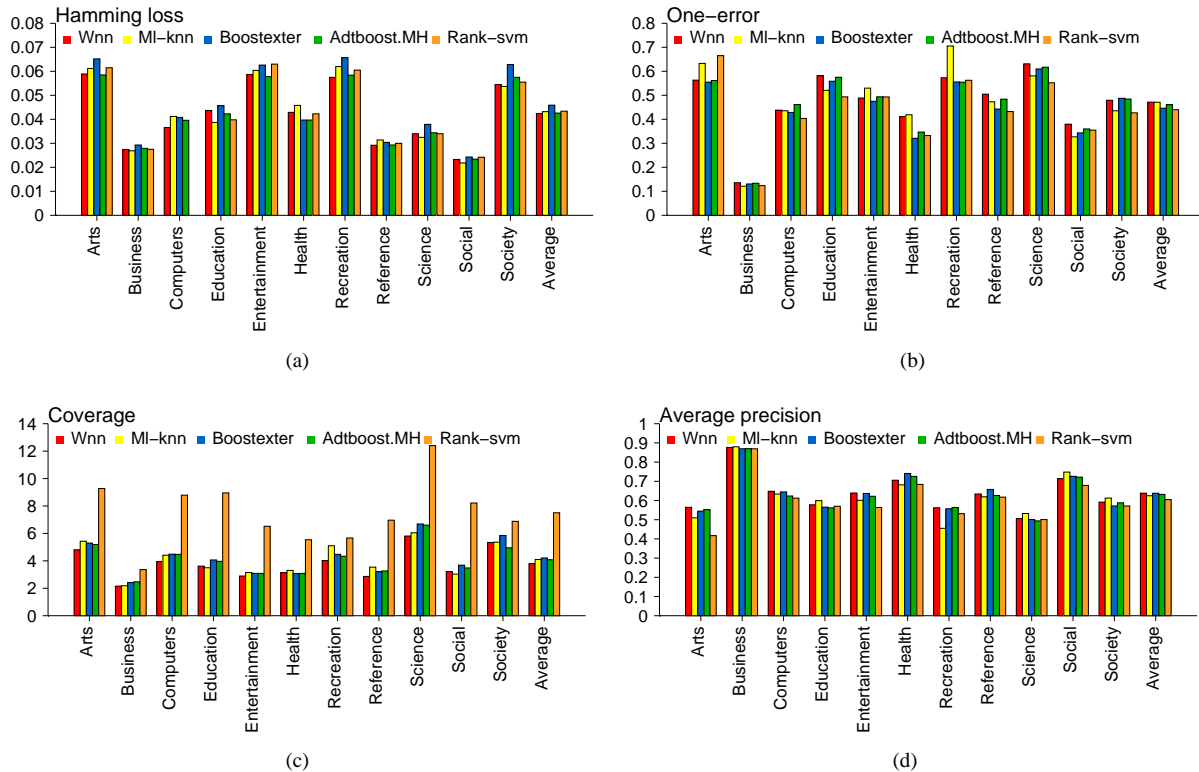 Hamming loss
Wnn Ml−knn Boostexter Adtboost.MH Rank−svm
0.08
0.07
0.06
0.05
0.04
0.03
0.02
0.01
0
Arts
Business
Computers
Education
Entertainment
Health
Recreation
Reference
Science
Social
Society
Average
(a)
One−error
Wnn Ml−knn Boostexter Adtboost.MH Rank−svm
0.8
0.7
0.6
0.5
0.4
0.3
0.2
0.1
0
Arts
Business
Computers
Education
Entertainment
Health
Recreation
Reference
Science
Social
Society
Average
(b)
Coverage
Wnn Ml−knn Boostexter Adtboost.MH Rank−svm
14
12
10
8
6
4
2
0
Arts
Business
Computers
Education
Entertainment
Health
Recreation
Reference
Science
Social
Society
Average
(c)
Average precision
Wnn Ml−knn Boostexter Adtboost.MH Rank−svm
1
0.9
0.8
0.7
0.6
0.5
0.4
0.3
0.2
0.1
0
Arts
Business
Computers
Education
Entertainment
Health
Recreation
Reference
Science
Social
Society
Average
(d)